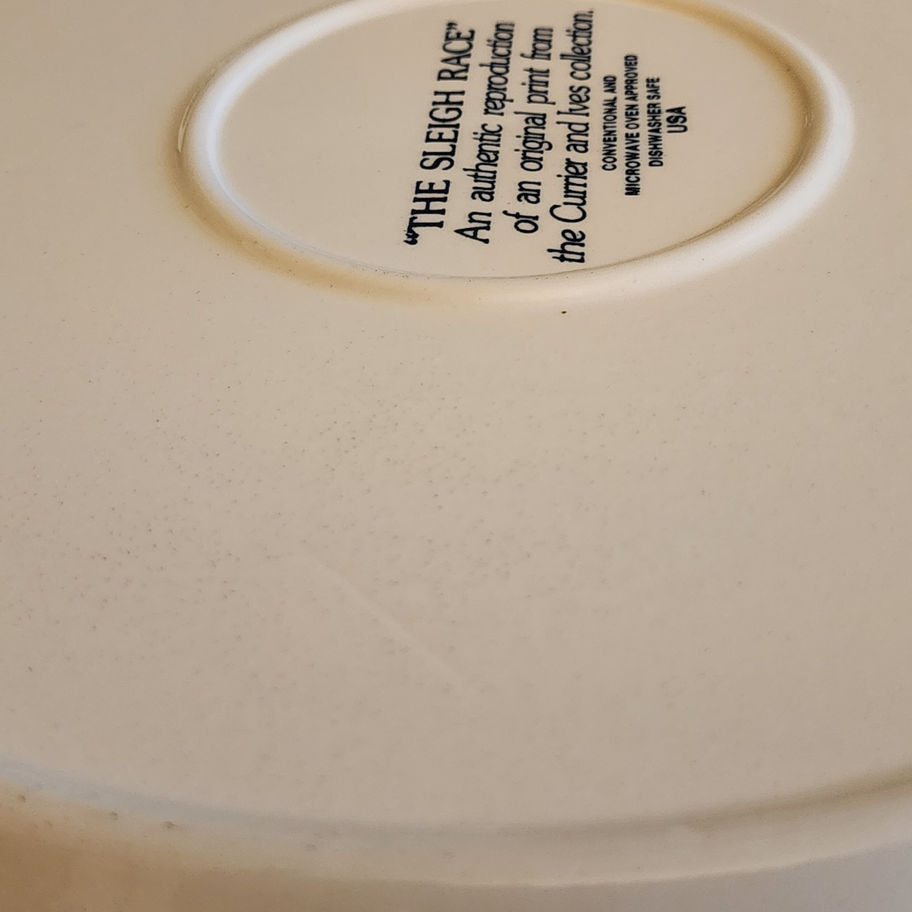 “THE SLEIGH RACE”
An authentic reproduction
of an original print from
the Currier and Ives collection.
CONVENTIONAL AND
MICROWAVE OVEN APPROVED
DISHWASHER SAFE
USA